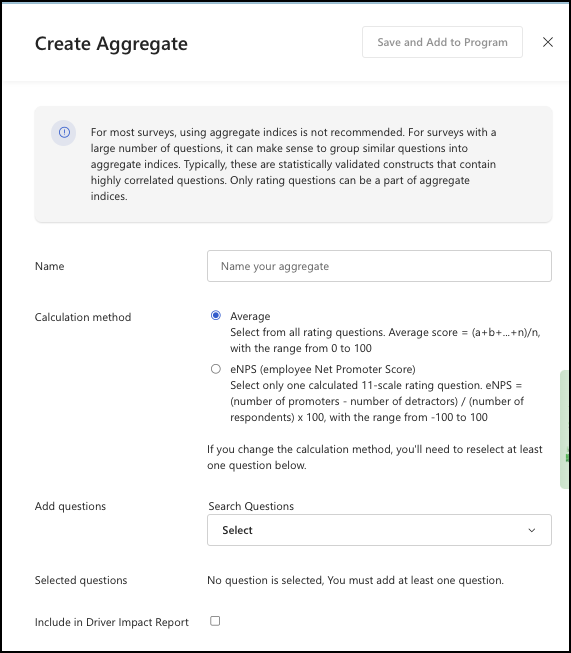 Create Aggregate
Save and Add to Program
For most surveys, using aggregate indices is not recommended. For surveys with a
large number of questions, it can make sense to group similar questions into
aggregate indices. Typically, these are statistically validated constructs that contain
highly correlated questions. Only rating questions can be a part of aggregate
indices.
Name
Name your aggregate
Calculation method
Average
Select from all rating questions. Average score = (a+b+...+n)/n,
with the range from 0 to 100
eNPS (employee Net Promoter Score)
Select only one calculated 11-scale rating question. eNPS =
(number of promoters - number of detractors) / (number of
respondents) x 100, with the range from -100 to 100
If you change the calculation method, you'll need to reselect at least
one question below.
Add questions
Search Questions
Select
Selected questions
No question is selected, You must add at least one question.
Include in Driver Impact Report